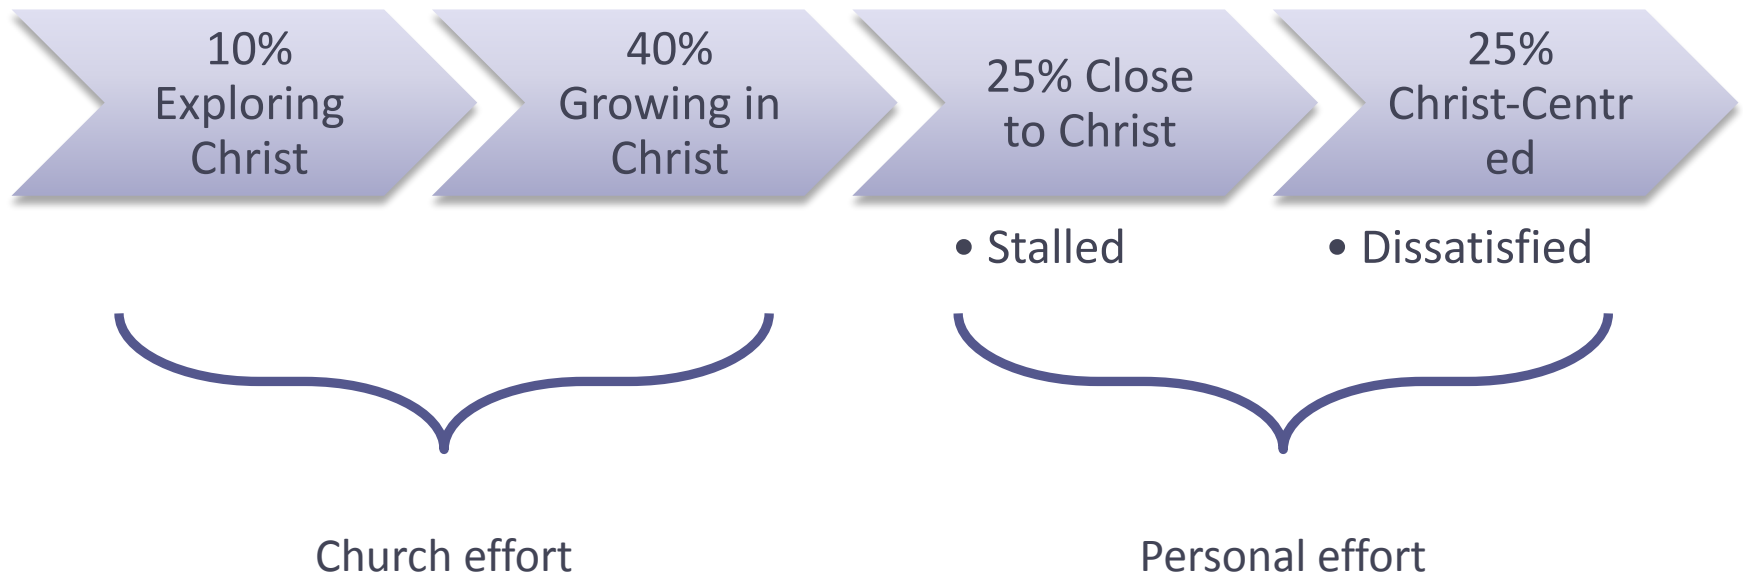 10%
Exploring
Christ
40%
Growing in
Christ
25% Close
to Christ
25%
Christ-Centr
ed
• Stalled
• Dissatisfied
Church effort
Personal effort